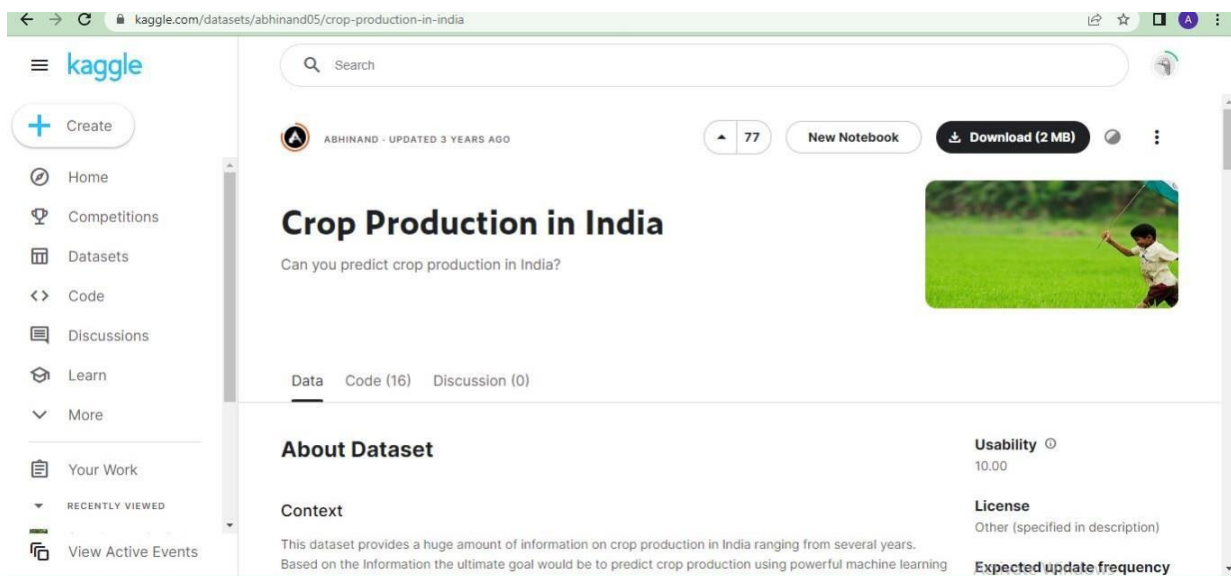 kaggle.com/datasets/abhinand05/crop-production-in-india
A
kaggle
Search
Create
ABHINAND · UPDATED 3 YEARS AGO
77
New Notebook
Download (2 MB)
Home
Competitions
Datasets
Code
Discussions
Learn
More
Your Work
RECENTLY VIEWED
View Active Events
Crop Production in India
Can you predict crop production in India?
Data Code (16) Discussion (0)
About Dataset
Context
This dataset provides a huge amount of information on crop production in India ranging from several years.
Based on the Information the ultimate goal would be to predict crop production using powerful machine learning
Usability
10.00
License
Other (specified in description)
Expected update frequency